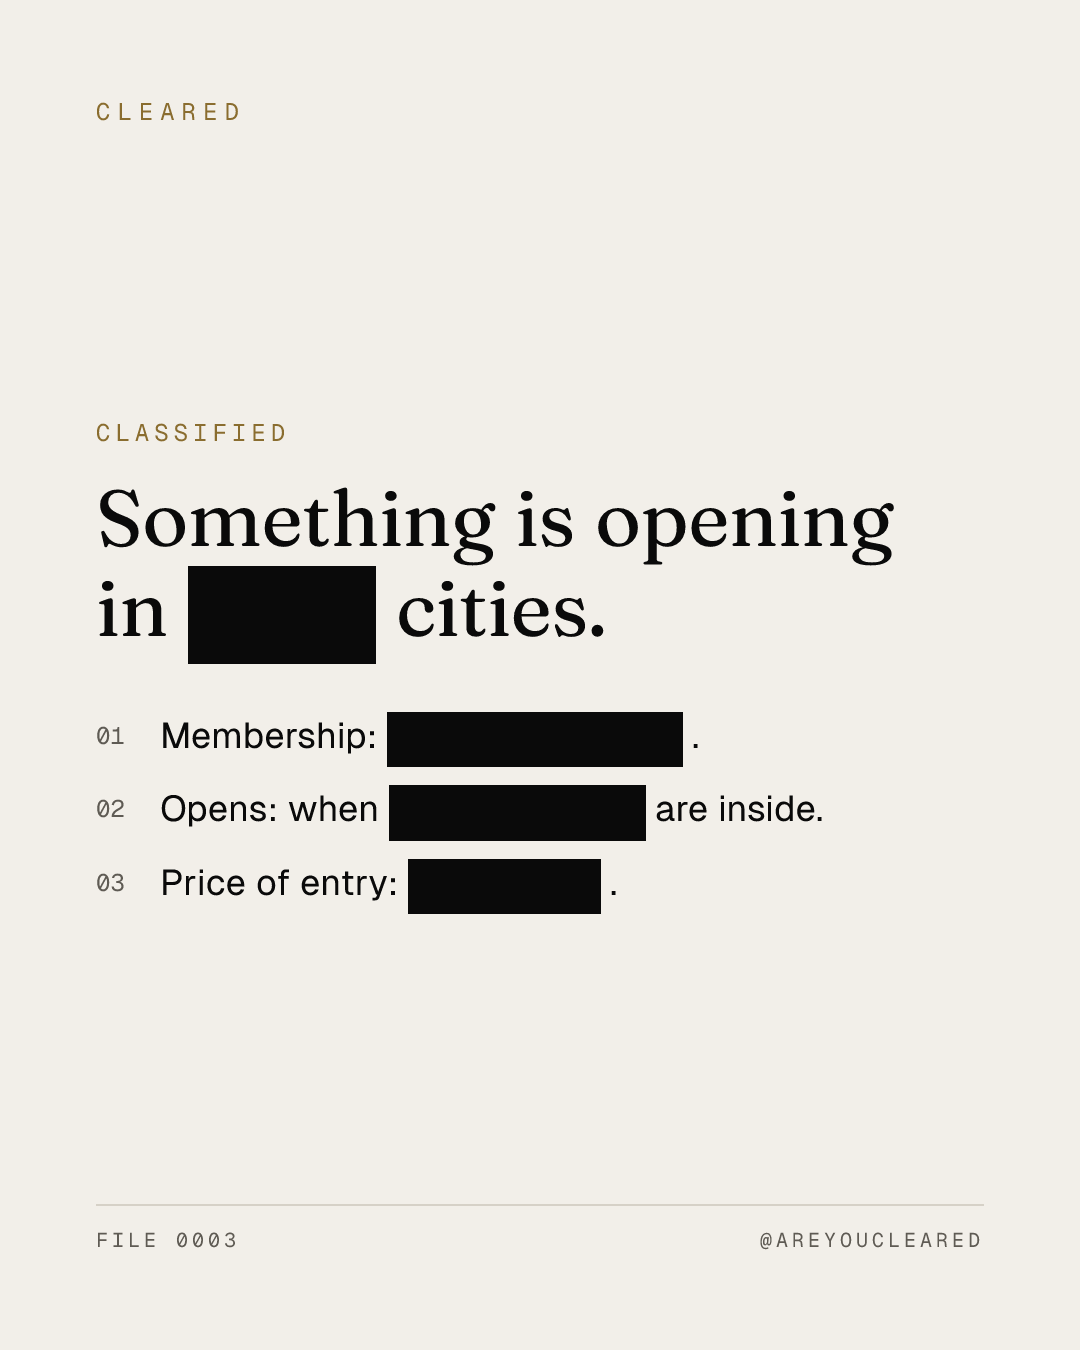 CLEARED
CLASSIFIED
Something is opening
in cities.
01 Membership: .
02 Opens: when are inside.
03 Price of entry: .
FILE 0003 @AREYOUCLEARED